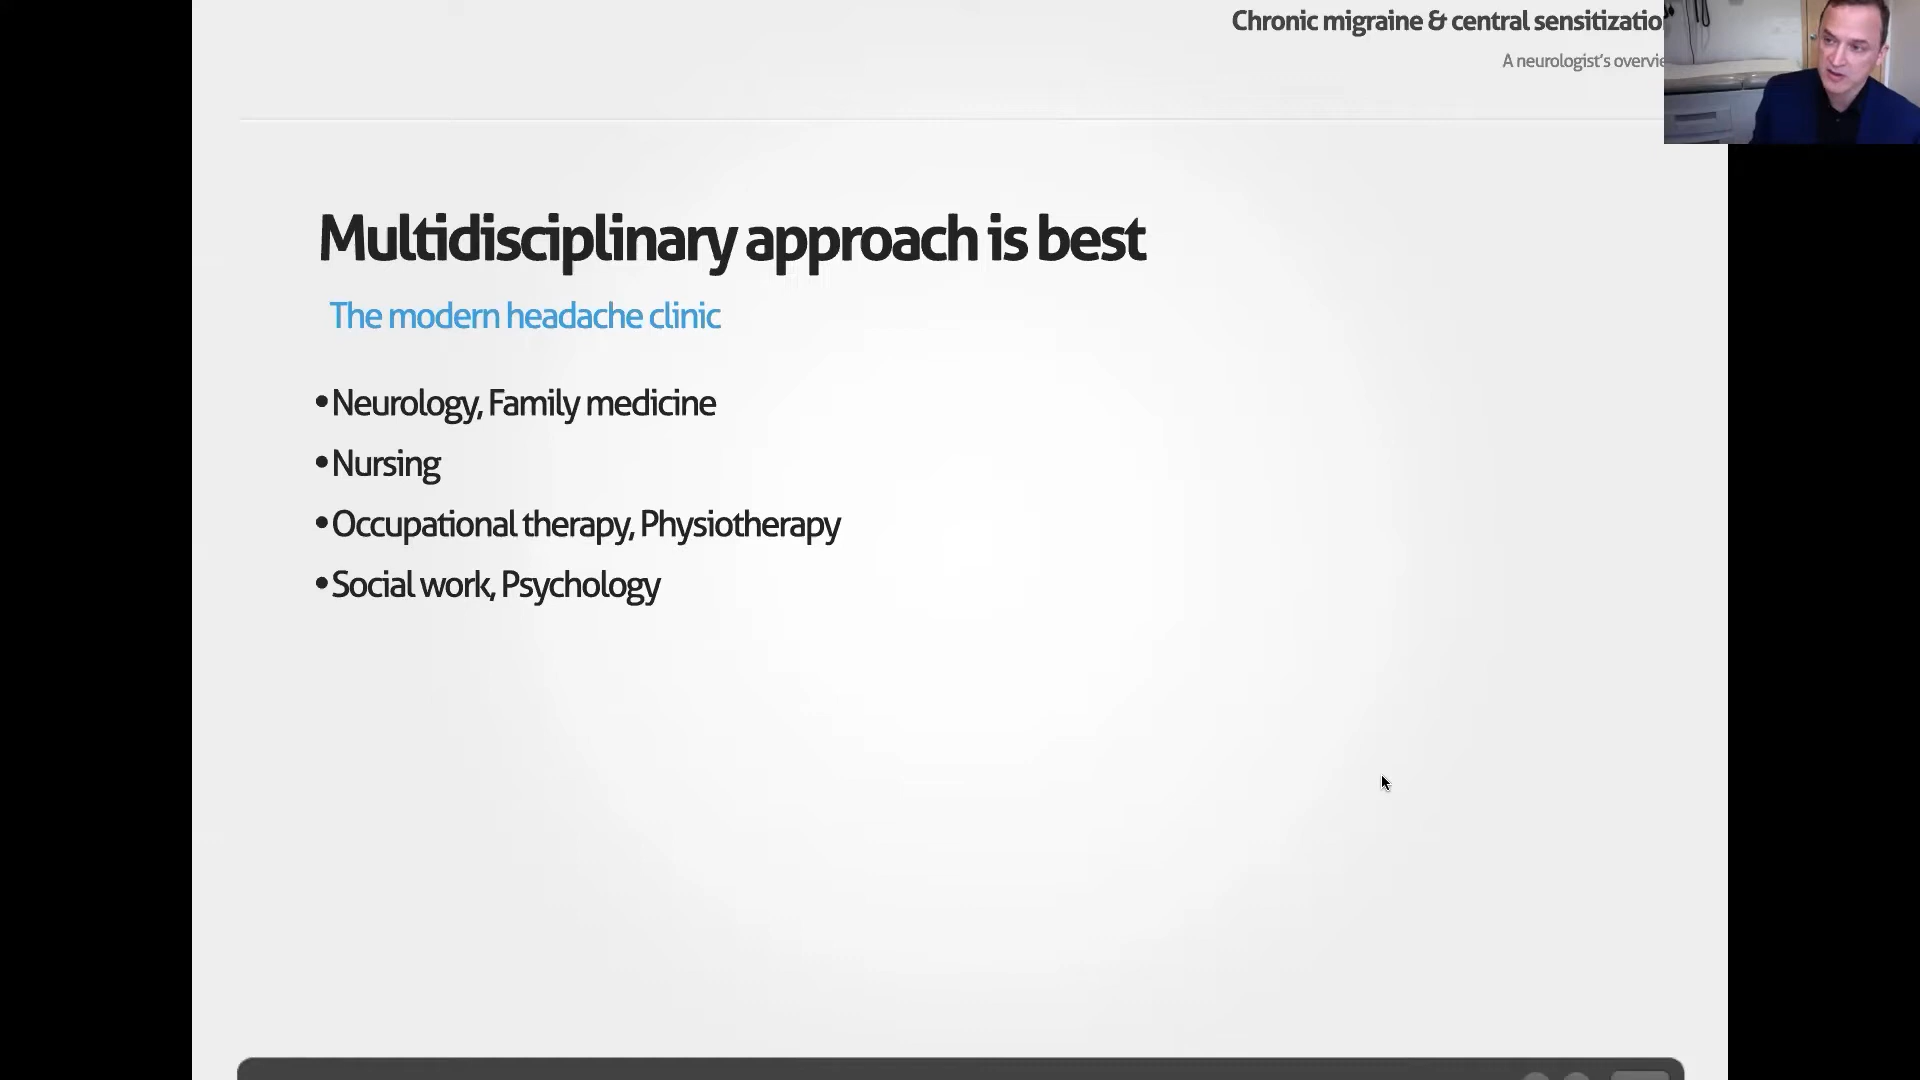 Chronic migraine & central sensitizatio
A neurologist's overvie
Multidisciplinary approach is best
The modern headache clinic
•Neurology, Family medicine
•Nursing
•Occupational therapy, Physiotherapy
•Social work, Psychology